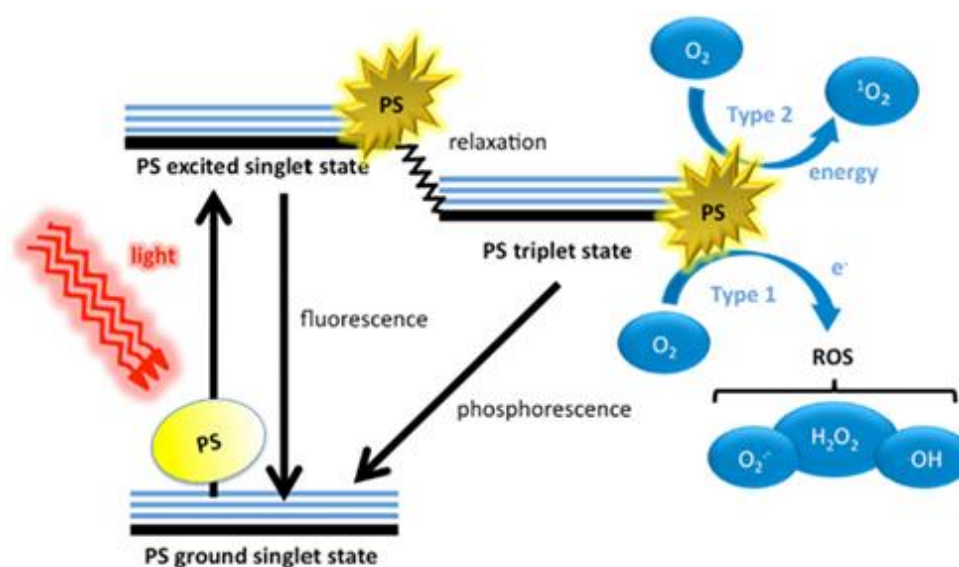 O₂
¹O₂
PS
Type 2
relaxation
PS excited singlet state
energy
PS
light
PS triplet state
e⁻
Type 1
fluorescence
O₂
ROS
phosphorescence
PS
O₂·⁻
H₂O₂
·OH
PS ground singlet state